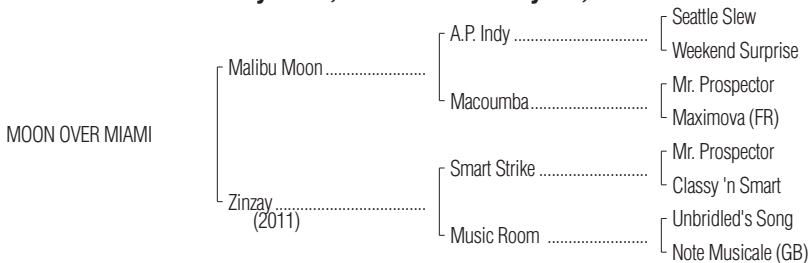 Seattle Slew
A.P. Indy
Weekend Surprise
Malibu Moon
Mr. Prospector
Macoumba
Maximova (FR)
MOON OVER MIAMI
Mr. Prospector
Smart Strike
Classy 'n Smart
Zinzay
(2011)
Unbridled's Song
Music Room
Note Musicale (GB)